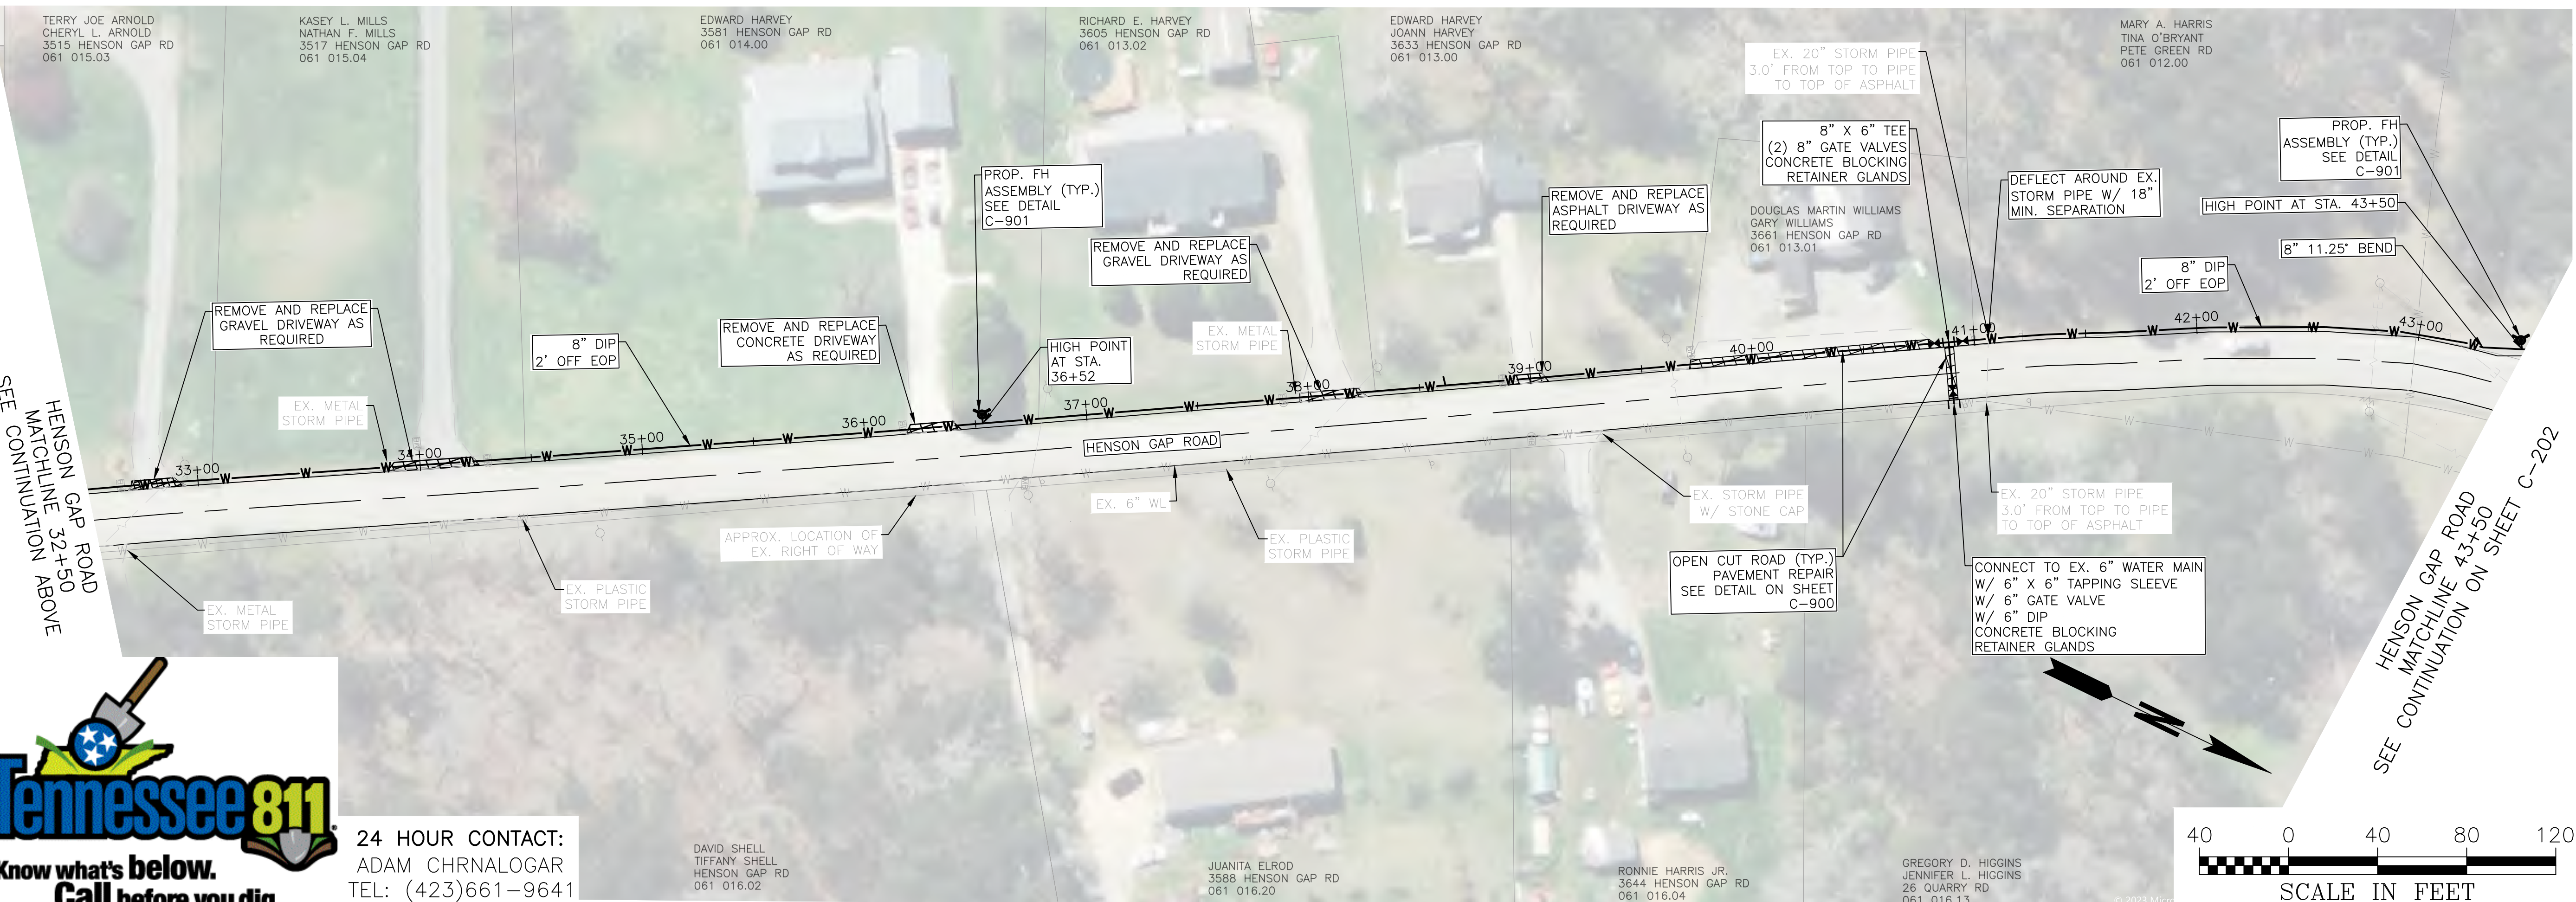 TERRY JOE ARNOLD
CHERYL L. ARNOLD
3515 HENSON GAP RD
061 015.03
KASEY L. MILLS
NATHAN F. MILLS
3517 HENSON GAP RD
061 015.04
EDWARD HARVEY
3581 HENSON GAP RD
061 014.00
RICHARD E. HARVEY
3605 HENSON GAP RD
061 013.02
EDWARD HARVEY
JOANN HARVEY
3633 HENSON GAP RD
061 013.00
MARY A. HARRIS
TINA O'BRYANT
PETE GREEN RD
061 012.00
EX. 20" STORM PIPE
3.0' FROM TOP TO PIPE
TO TOP OF ASPHALT
8" X 6" TEE
(2) 8" GATE VALVES
CONCRETE BLOCKING
RETAINER GLANDS
PROP. FH
ASSEMBLY (TYP.)
SEE DETAIL
C-901
DEFLECT AROUND EX.
STORM PIPE W/ 18"
MIN. SEPARATION
HIGH POINT AT STA. 43+50
8" 11.25° BEND
8" DIP
2' OFF EOP
DOUGLAS MARTIN WILLIAMS
GARY WILLIAMS
3661 HENSON GAP RD
061 013.01
PROP. FH
ASSEMBLY (TYP.)
SEE DETAIL
C-901
REMOVE AND REPLACE
ASPHALT DRIVEWAY AS
REQUIRED
REMOVE AND REPLACE
GRAVEL DRIVEWAY AS
REQUIRED
REMOVE AND REPLACE
GRAVEL DRIVEWAY AS
REQUIRED
8" DIP
2' OFF EOP
REMOVE AND REPLACE
CONCRETE DRIVEWAY
AS REQUIRED
HIGH POINT
AT STA.
36+52
EX. METAL
STORM PIPE
EX. METAL
STORM PIPE
33+00
34+00
35+00
36+00
37+00
38+00
39+00
40+00
41+00
42+00
43+00
HENSON GAP ROAD
HENSON GAP ROAD
MATCHLINE 32+50
SEE CONTINUATION ABOVE
EX. METAL
STORM PIPE
EX. PLASTIC
STORM PIPE
APPROX. LOCATION OF
EX. RIGHT OF WAY
EX. 6" WL
EX. PLASTIC
STORM PIPE
EX. STORM PIPE
W/ STONE CAP
OPEN CUT ROAD (TYP.)
PAVEMENT REPAIR
SEE DETAIL ON SHEET
C-900
EX. 20" STORM PIPE
3.0' FROM TOP TO PIPE
TO TOP OF ASPHALT
CONNECT TO EX. 6" WATER MAIN
W/ 6" X 6" TAPPING SLEEVE
W/ 6" GATE VALVE
W/ 6" DIP
CONCRETE BLOCKING
RETAINER GLANDS
HENSON GAP ROAD
MATCHLINE 43+50
SEE CONTINUATION ON SHEET C-202
N
Tennessee 811
Know what's below.
Call before you dig
24 HOUR CONTACT:
ADAM CHRNALOGAR
TEL: (423)661-9641
DAVID SHELL
TIFFANY SHELL
HENSON GAP RD
061 016.02
JUANITA ELROD
3588 HENSON GAP RD
061 016.20
RONNIE HARRIS JR.
3644 HENSON GAP RD
061 016.04
GREGORY D. HIGGINS
JENNIFER L. HIGGINS
26 QUARRY RD
061 016.13
40 0 40 80 120
SCALE IN FEET